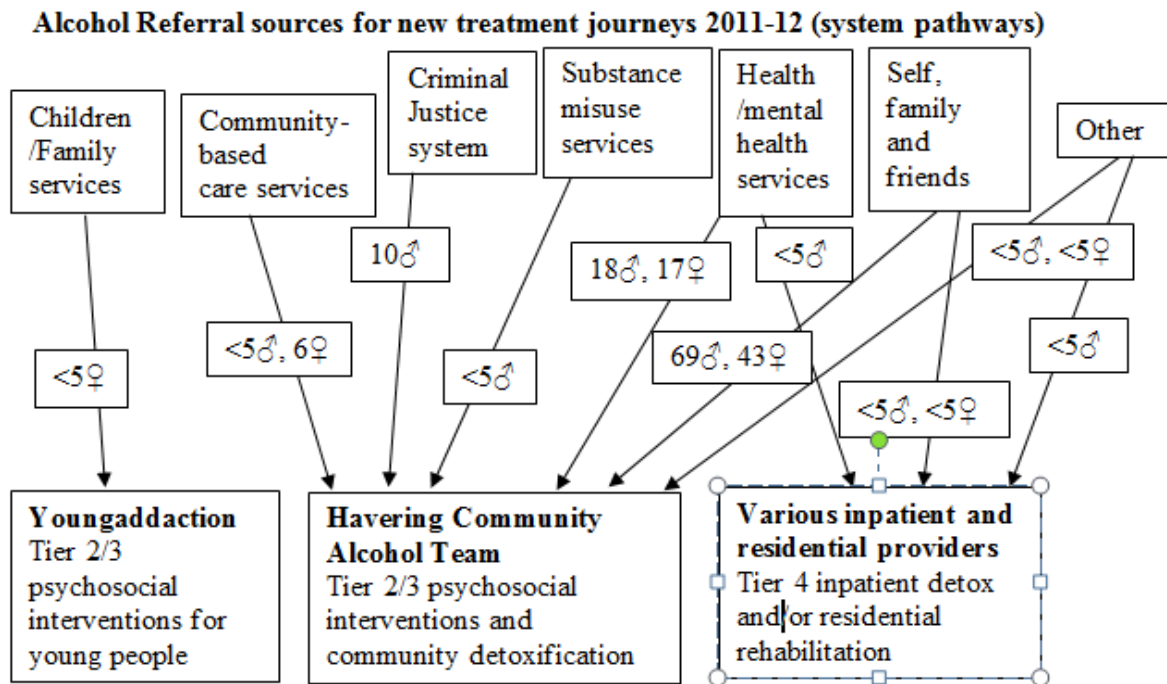 Alcohol Referral sources for new treatment journeys 2011-12 (system pathways)
Children
/Family
services
Community-
based
care services
Criminal
Justice
system
Substance
misuse
services
Health
/mental
health
services
Self,
family
and
friends
Other
10♂
18♂, 17♀
<5♂
<5♂, <5♀
<5♀
<5♂, 6♀
<5♂
69♂, 43♀
<5♂
<5♂, <5♀
Youngaddaction
Tier 2/3
psychosocial
interventions for
young people
Havering Community
Alcohol Team
Tier 2/3 psychosocial
interventions and
community detoxification
Various inpatient and
residential providers
Tier 4 inpatient detox
and/or residential
rehabilitation